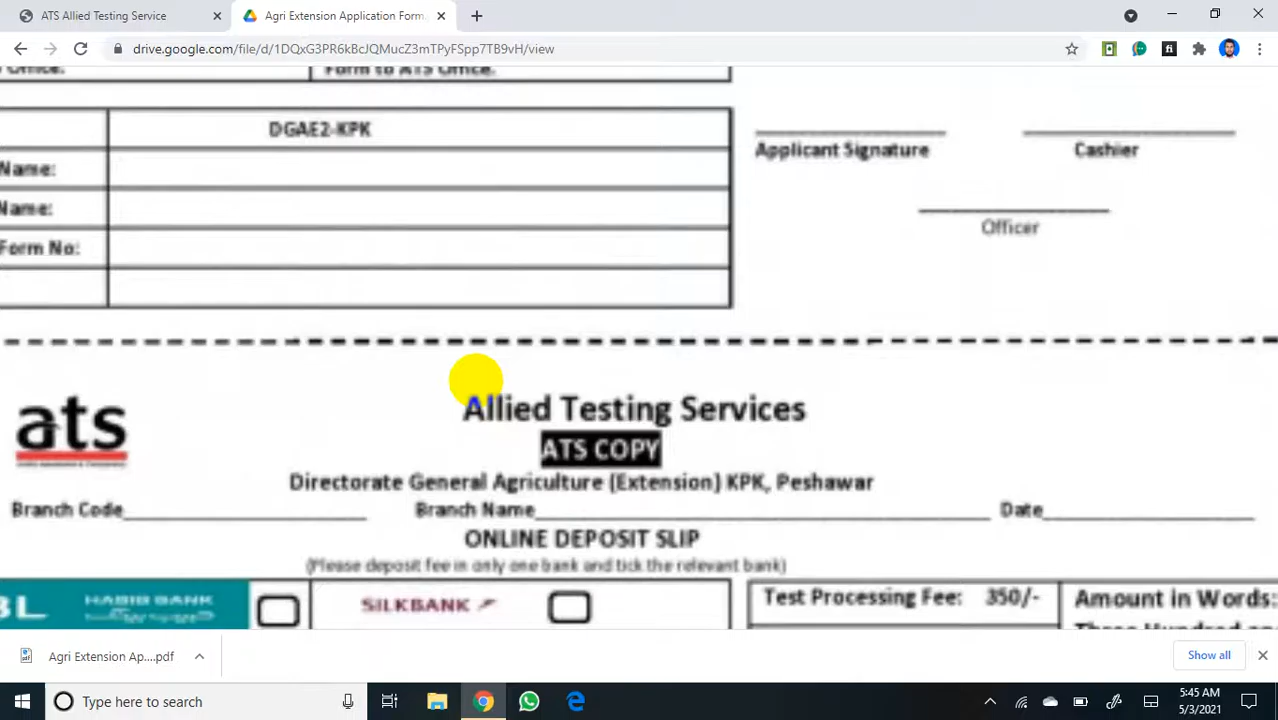 ATS Allied Testing Service
Agri Extension Application Form.
drive.google.com/file/d/1DQxG3PR6kBcJQMucZ3mTPyFSpp7TB9vH/view
Office. Form to ATS Office.
DGAE2-KPK
Name:
Name:
Form No:
Applicant Signature Cashier
Officer
ats
Allied Testing Services
ATS COPY
Directorate General Agriculture (Extension) KPK, Peshawar
Branch Code Branch Name Date
ONLINE DEPOSIT SLIP
(Please deposit fee in only one bank and tick the relevant bank)
BL HABIB BANK SILKBANK
Test Processing Fee: 350/- Amount in Words:
Agri Extension Ap....pdf
Show all
Type here to search
5:45 AM
5/3/2021